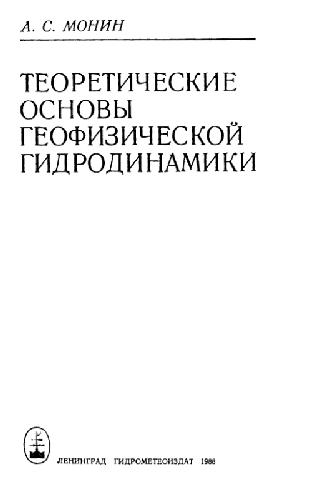 А. С. МОНИН
ТЕОРЕТИЧЕСКИЕ
ОСНОВЫ
ГЕОФИЗИЧЕСКОЙ
ГИДРОДИНАМИКИ
ЛЕНИНГРАД ГИДРОМЕТЕОИЗДАТ 1988